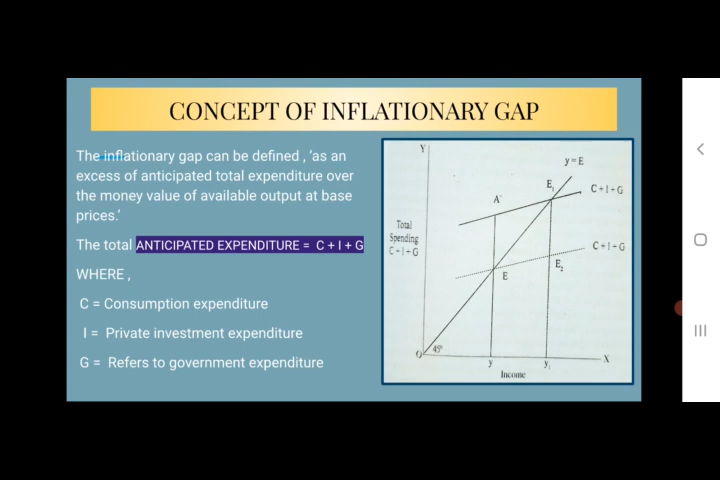 CONCEPT OF INFLATIONARY GAP
The inflationary gap can be defined , ‘as an
excess of anticipated total expenditure over
the money value of available output at base
prices.’
The total ANTICIPATED EXPENDITURE = C + I + G
WHERE ,
C = Consumption expenditure
I = Private investment expenditure
G = Refers to government expenditure
Y
y = E
E₁
C + I + G
A
Total
Spending
C + I + G
C + I + G
E
E₂
O
45°
y
y₁
X
Income